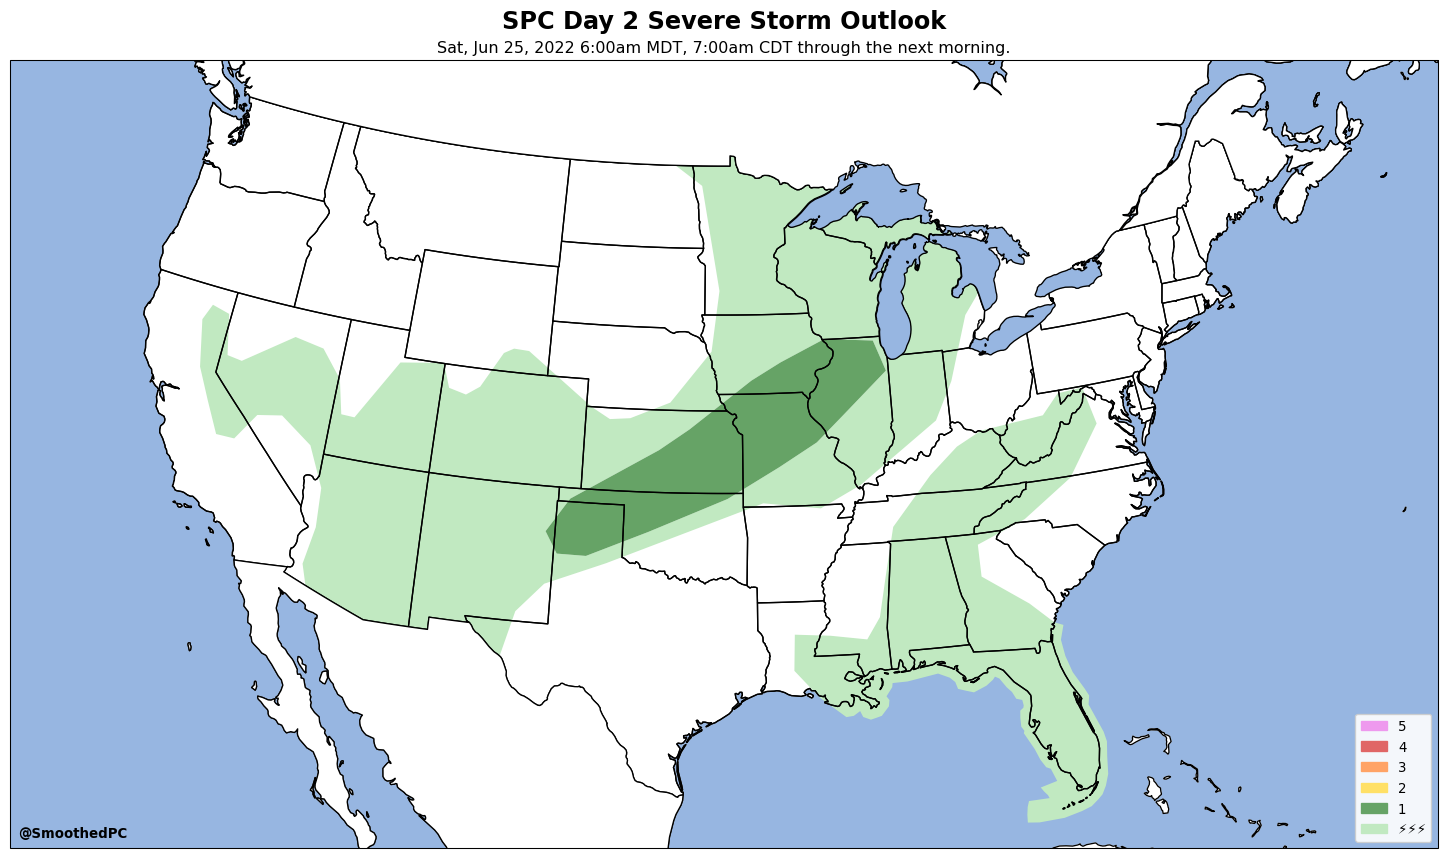 SPC Day 2 Severe Storm Outlook
Sat, Jun 25, 2022 6:00am MDT, 7:00am CDT through the next morning.
5
4
3
2
1
⚡⚡⚡
@SmoothedPC